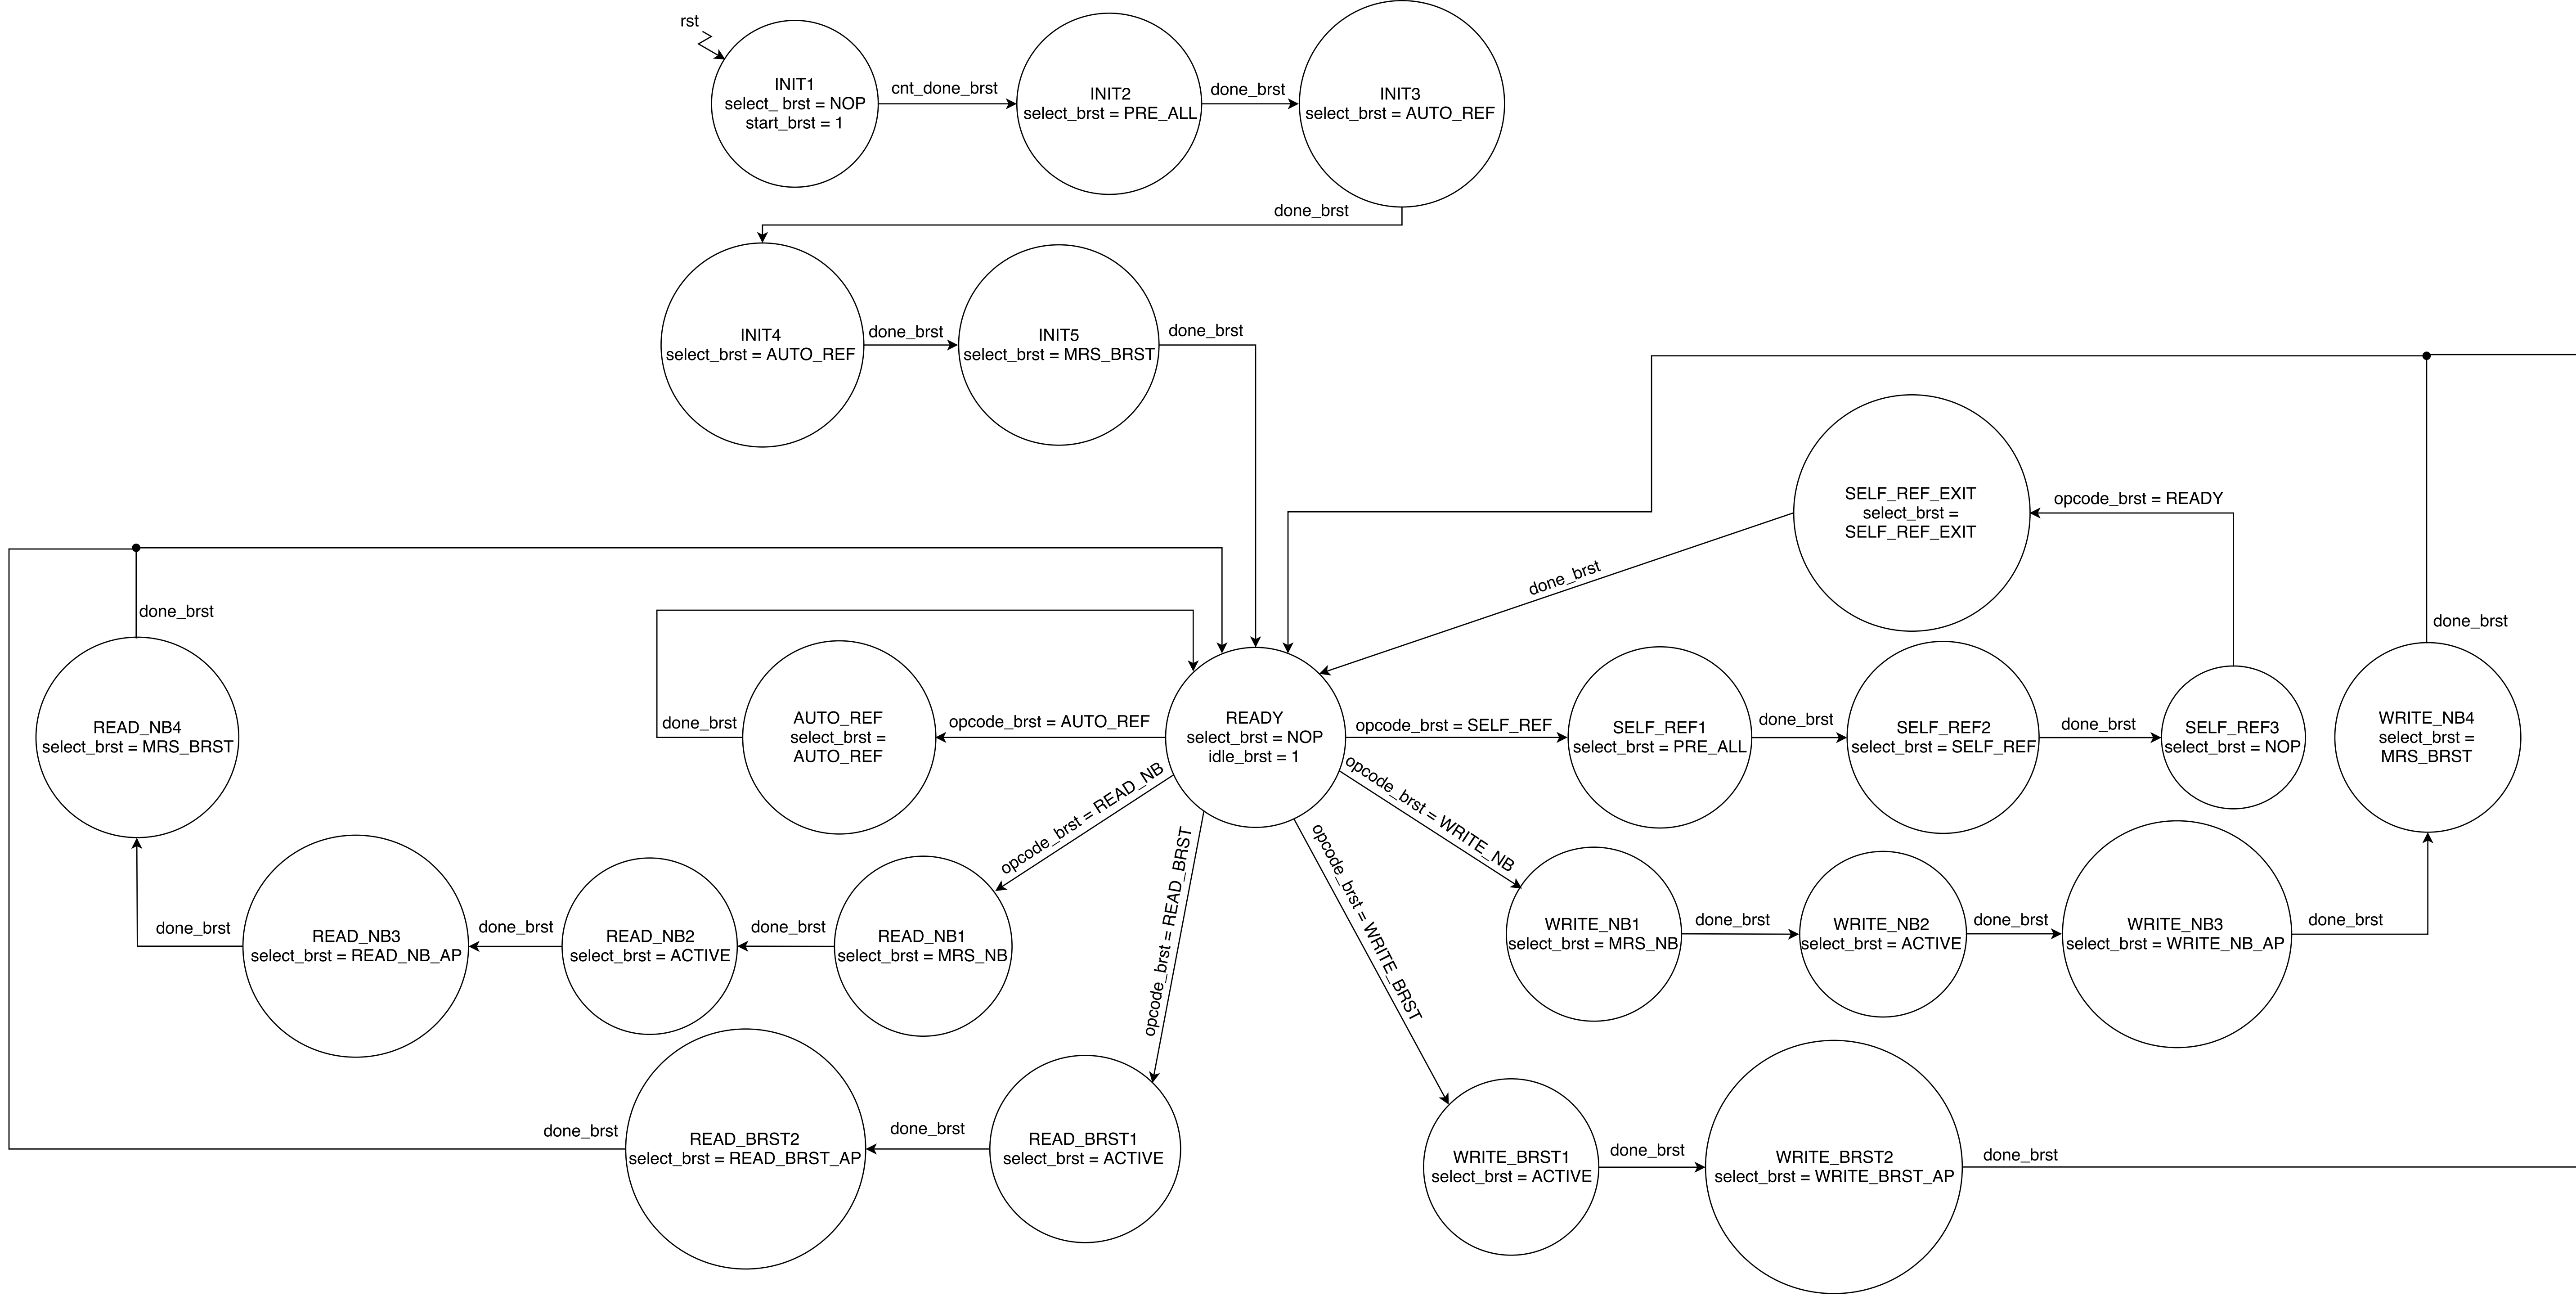 rst
INIT1
select_ brst = NOP
start_brst = 1
cnt_done_brst
INIT2
select_brst = PRE_ALL
done_brst
INIT3
select_brst = AUTO_REF
done_brst
INIT4
select_brst = AUTO_REF
done_brst
INIT5
select_brst = MRS_BRST
done_brst
SELF_REF_EXIT
select_brst =
SELF_REF_EXIT
opcode_brst = READY
done_brst
done_brst
done_brst
READ_NB4
select_brst = MRS_BRST
done_brst
AUTO_REF
select_brst =
AUTO_REF
opcode_brst = AUTO_REF
READY
select_brst = NOP
idle_brst = 1
opcode_brst = SELF_REF
SELF_REF1
select_brst = PRE_ALL
done_brst
SELF_REF2
select_brst = SELF_REF
done_brst
SELF_REF3
select_brst = NOP
WRITE_NB4
select_brst =
MRS_BRST
opcode_brst = READ_NB
opcode_brst = READ_BRST
opcode_brst = WRITE_BRST
opcode_brst = WRITE_NB
done_brst
READ_NB3
select_brst = READ_NB_AP
done_brst
READ_NB2
select_brst = ACTIVE
done_brst
READ_NB1
select_brst = MRS_NB
WRITE_NB1
select_brst = MRS_NB
done_brst
WRITE_NB2
select_brst = ACTIVE
done_brst
WRITE_NB3
select_brst = WRITE_NB_AP
done_brst
done_brst
READ_BRST2
select_brst = READ_BRST_AP
done_brst
READ_BRST1
select_brst = ACTIVE
WRITE_BRST1
select_brst = ACTIVE
done_brst
WRITE_BRST2
select_brst = WRITE_BRST_AP
done_brst